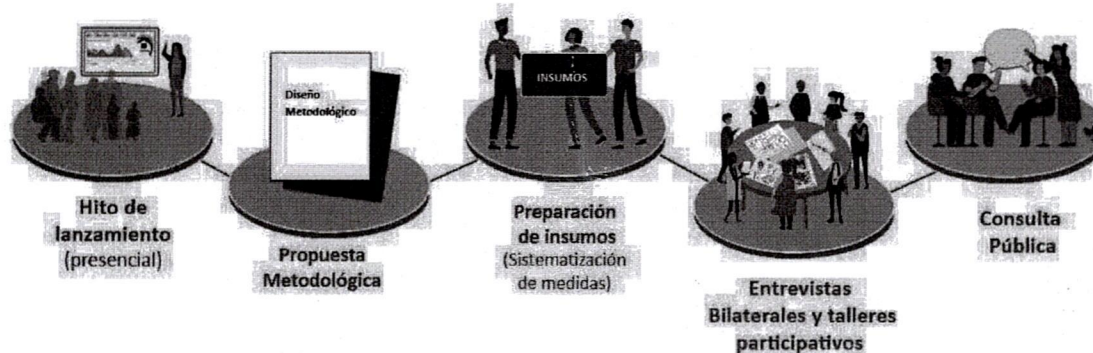 Diseño
Metodológico
INSUMOS
Hito de
lanzamiento
(presencial)
Propuesta
Metodológica
Preparación
de insumos
(Sistematización
de medidas)
Entrevistas
Bilaterales y talleres
participativos
Consulta
Pública